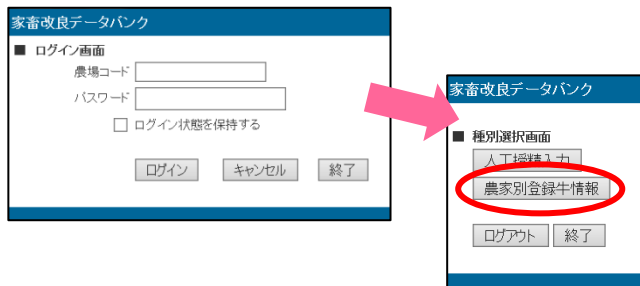 家畜改良データバンク
■ ログイン画面
農場コード
パスワード
ログイン状態を保持する
ログイン キャンセル 終了
家畜改良データバンク
■ 種別選択画面
人工授精入力
農家別登録牛情報
ログアウト 終了